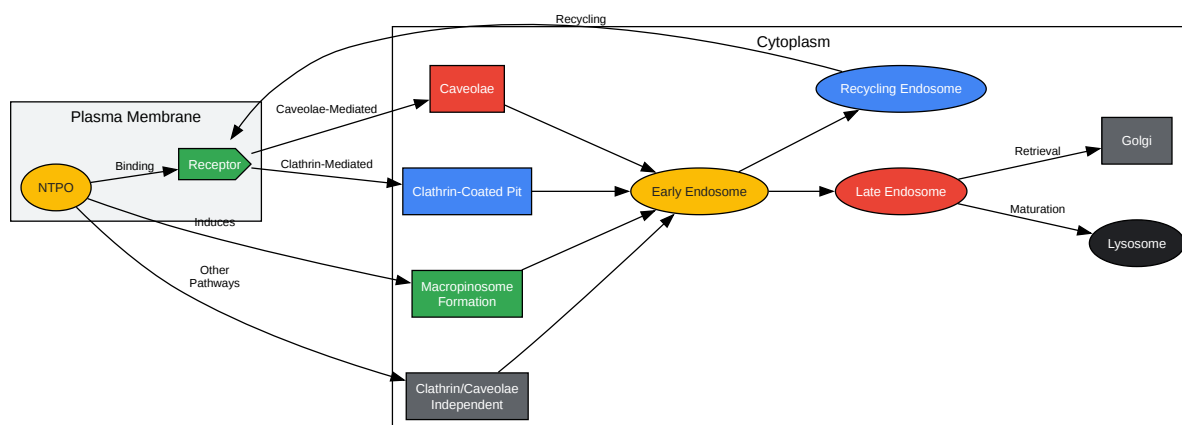 Recycling
Cytoplasm
Plasma Membrane
Caveolae
Recycling Endosome
Caveolae-Mediated
Golgi
Retrieval
Binding
Receptor
Clathrin-Mediated
NTPO
Clathrin-Coated Pit
Early Endosome
Late Endosome
Maturation
Induces
Lysosome
Other
Pathways
Macropinosome
Formation
Clathrin/Caveolae
Independent